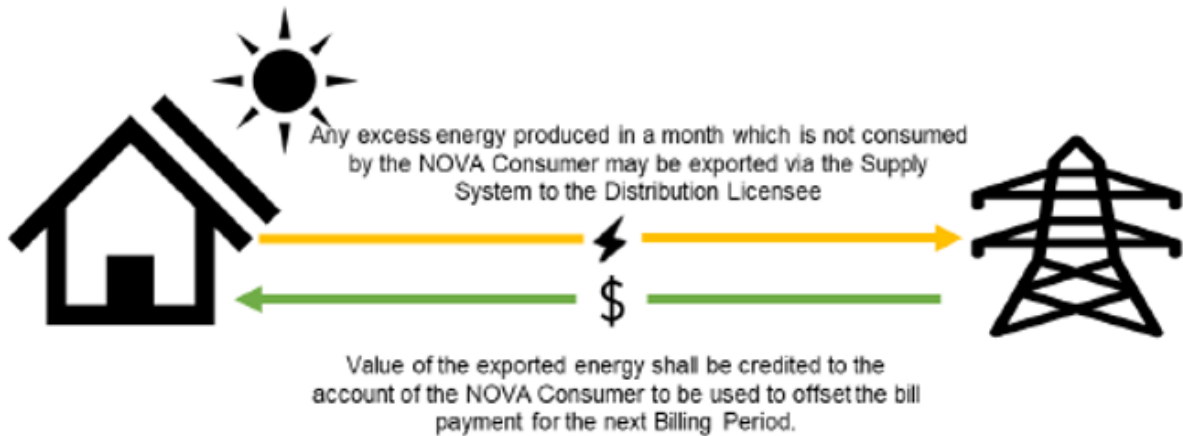 Any excess energy produced in a month which is not consumed
by the NOVA Consumer may be exported via the Supply
System to the Distribution Licensee
$
Value of the exported energy shall be credited to the
account of the NOVA Consumer to be used to offset the bill
payment for the next Billing Period.